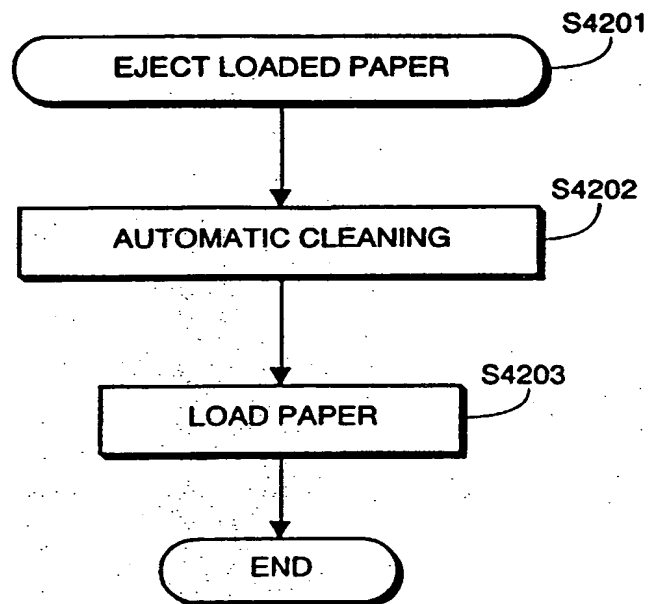 S4201
EJECT LOADED PAPER
S4202
AUTOMATIC CLEANING
S4203
LOAD PAPER
END